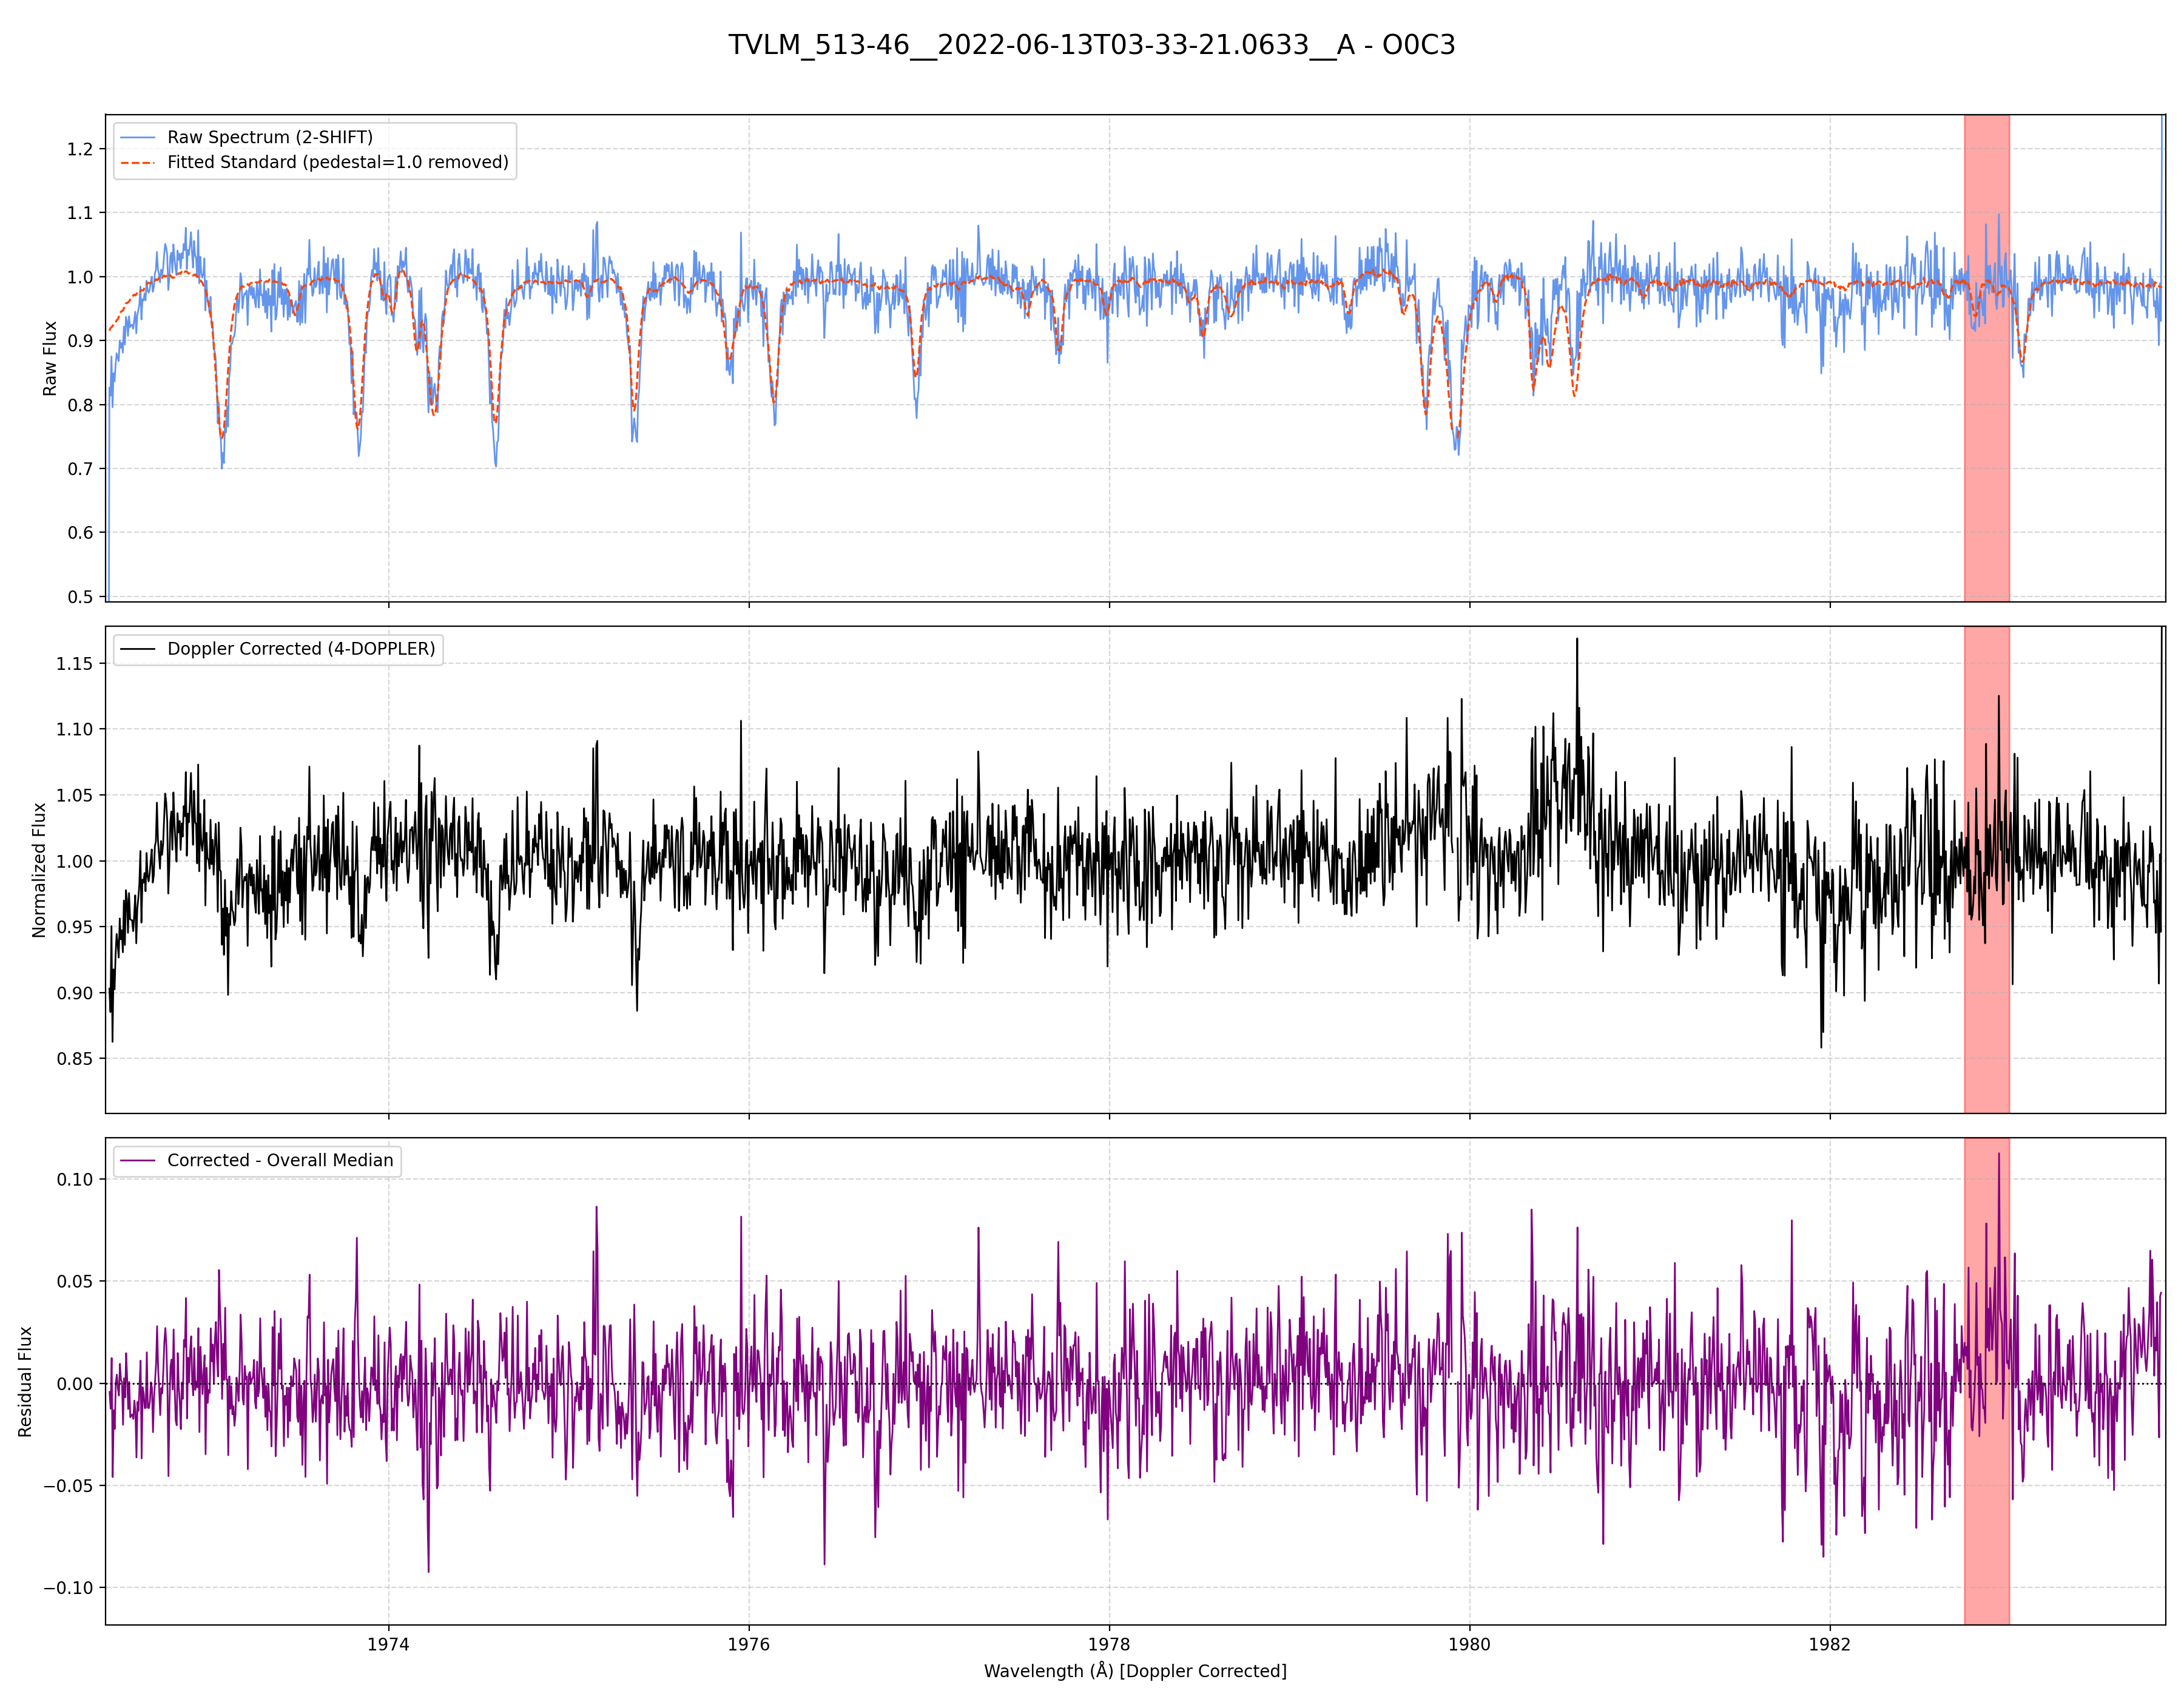 TVLM_513-46__2022-06-13T03-33-21.0633__A - O0C3
Raw Spectrum (2-SHIFT)
Fitted Standard (pedestal=1.0 removed)
1.2
1.1
1.0
0.9
0.8
0.7
0.6
0.5
Raw Flux
Doppler Corrected (4-DOPPLER)
1.15
1.10
1.05
1.00
0.95
0.90
0.85
Normalized Flux
Corrected - Overall Median
0.10
0.05
0.00
−0.05
−0.10
Residual Flux
1974
1976
1978
1980
1982
Wavelength (Å) [Doppler Corrected]